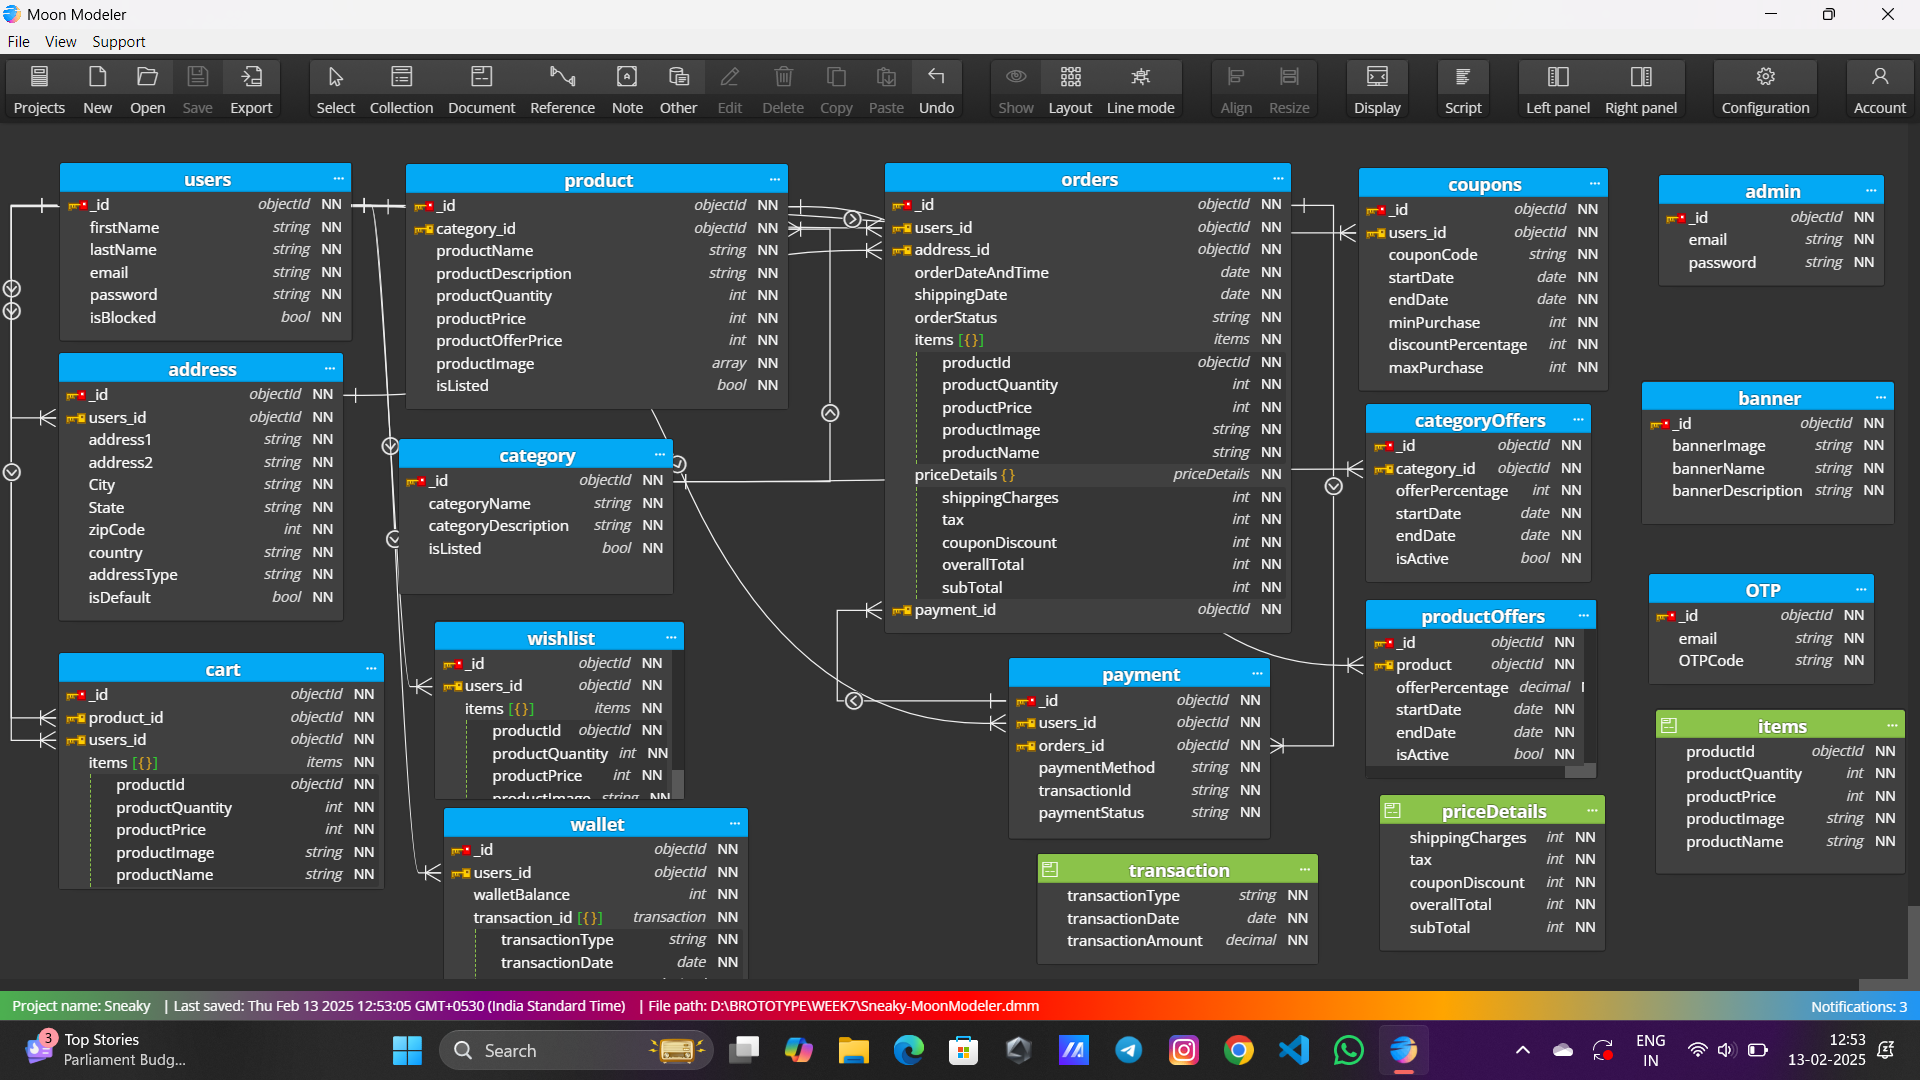 Moon Modeler
File View Support
Projects New Open Save Export Select Collection Document Reference Note Other Edit Delete Copy Paste Undo Show Layout Line mode Align Resize Display Script Left panel Right panel Configuration Account
users ...
_id objectId NN
firstName string NN
lastName string NN
email string NN
password string NN
isBlocked bool NN
address ...
_id objectId NN
users_id objectId NN
address1 string NN
address2 string NN
City string NN
State string NN
zipCode int NN
country string NN
addressType string NN
isDefault bool NN
cart ...
_id objectId NN
product_id objectId NN
users_id objectId NN
items [{}] items NN
productId objectId NN
productQuantity int NN
productPrice int NN
productImage string NN
productName string NN
product ...
_id objectId NN
category_id objectId NN
productName string NN
productDescription string NN
productQuantity int NN
productPrice int NN
productOfferPrice int NN
productImage array NN
isListed bool NN
category ...
_id objectId NN
categoryName string NN
categoryDescription string NN
isListed bool NN
wishlist ...
_id objectId NN
users_id objectId NN
items [{}] items NN
productId objectId NN
productQuantity int NN
productPrice int NN
productImage string NN
wallet ...
_id objectId NN
users_id objectId NN
walletBalance int NN
transaction_id [{}] transaction NN
transactionType string NN
transactionDate date NN
orders ...
_id objectId NN
users_id objectId NN
address_id objectId NN
orderDateAndTime date NN
shippingDate date NN
orderStatus string NN
items [{}] items NN
productId objectId NN
productQuantity int NN
productPrice int NN
productImage string NN
productName string NN
priceDetails {} priceDetails NN
shippingCharges int NN
tax int NN
couponDiscount int NN
overallTotal int NN
subTotal int NN
payment_id objectId NN
payment ...
_id objectId NN
users_id objectId NN
orders_id objectId NN
paymentMethod string NN
transactionId string NN
paymentStatus string NN
transaction ...
transactionType string NN
transactionDate date NN
transactionAmount decimal NN
coupons ...
_id objectId NN
users_id objectId NN
couponCode string NN
startDate date NN
endDate date NN
minPurchase int NN
discountPercentage int NN
maxPurchase int NN
categoryOffers ...
_id objectId NN
category_id objectId NN
offerPercentage int NN
startDate date NN
endDate date NN
isActive bool NN
productOffers ...
_id objectId NN
product objectId NN
offerPercentage decimal
startDate date NN
endDate date NN
isActive bool NN
priceDetails ...
shippingCharges int NN
tax int NN
couponDiscount int NN
overallTotal int NN
subTotal int NN
admin ...
_id objectId NN
email string NN
password string NN
banner ...
_id objectId NN
bannerImage string NN
bannerName string NN
bannerDescription string NN
OTP ...
_id objectId NN
email string NN
OTPCode string NN
items ...
productId objectId NN
productQuantity int NN
productPrice int NN
productImage string NN
productName string NN
Project name: Sneaky | Last saved: Thu Feb 13 2025 12:53:05 GMT+0530 (India Standard Time) | File path: D:\BROTOTYPE\WEEK7\Sneaky-MoonModeler.dmm Notifications: 3
3 Top Stories
Parliament Budg...
Search
ENG
IN
12:53
13-02-2025